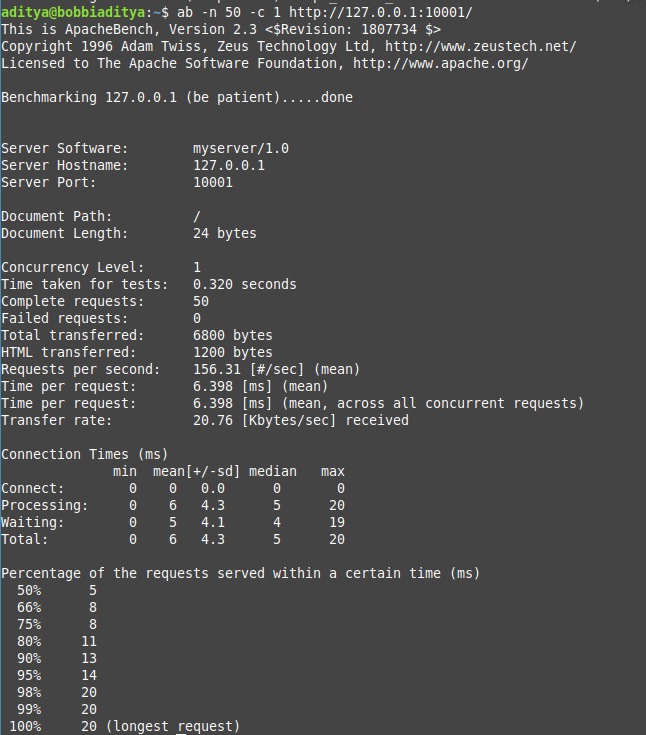 aditya@bobbiaditya:~$ ab -n 50 -c 1 http://127.0.0.1:10001/
This is ApacheBench, Version 2.3 <$Revision: 1807734 $>
Copyright 1996 Adam Twiss, Zeus Technology Ltd, http://www.zeustech.net/
Licensed to The Apache Software Foundation, http://www.apache.org/

Benchmarking 127.0.0.1 (be patient).....done


Server Software:        myserver/1.0
Server Hostname:        127.0.0.1
Server Port:            10001

Document Path:          /
Document Length:        24 bytes

Concurrency Level:      1
Time taken for tests:   0.320 seconds
Complete requests:      50
Failed requests:        0
Total transferred:      6800 bytes
HTML transferred:       1200 bytes
Requests per second:    156.31 [#/sec] (mean)
Time per request:       6.398 [ms] (mean)
Time per request:       6.398 [ms] (mean, across all concurrent requests)
Transfer rate:          20.76 [Kbytes/sec] received

Connection Times (ms)
              min  mean[+/-sd] median   max
Connect:        0    0   0.0      0       0
Processing:     0    6   4.3      5      20
Waiting:        0    5   4.1      4      19
Total:          0    6   4.3      5      20

Percentage of the requests served within a certain time (ms)
  50%      5
  66%      8
  75%      8
  80%     11
  90%     13
  95%     14
  98%     20
  99%     20
 100%     20 (longest request)